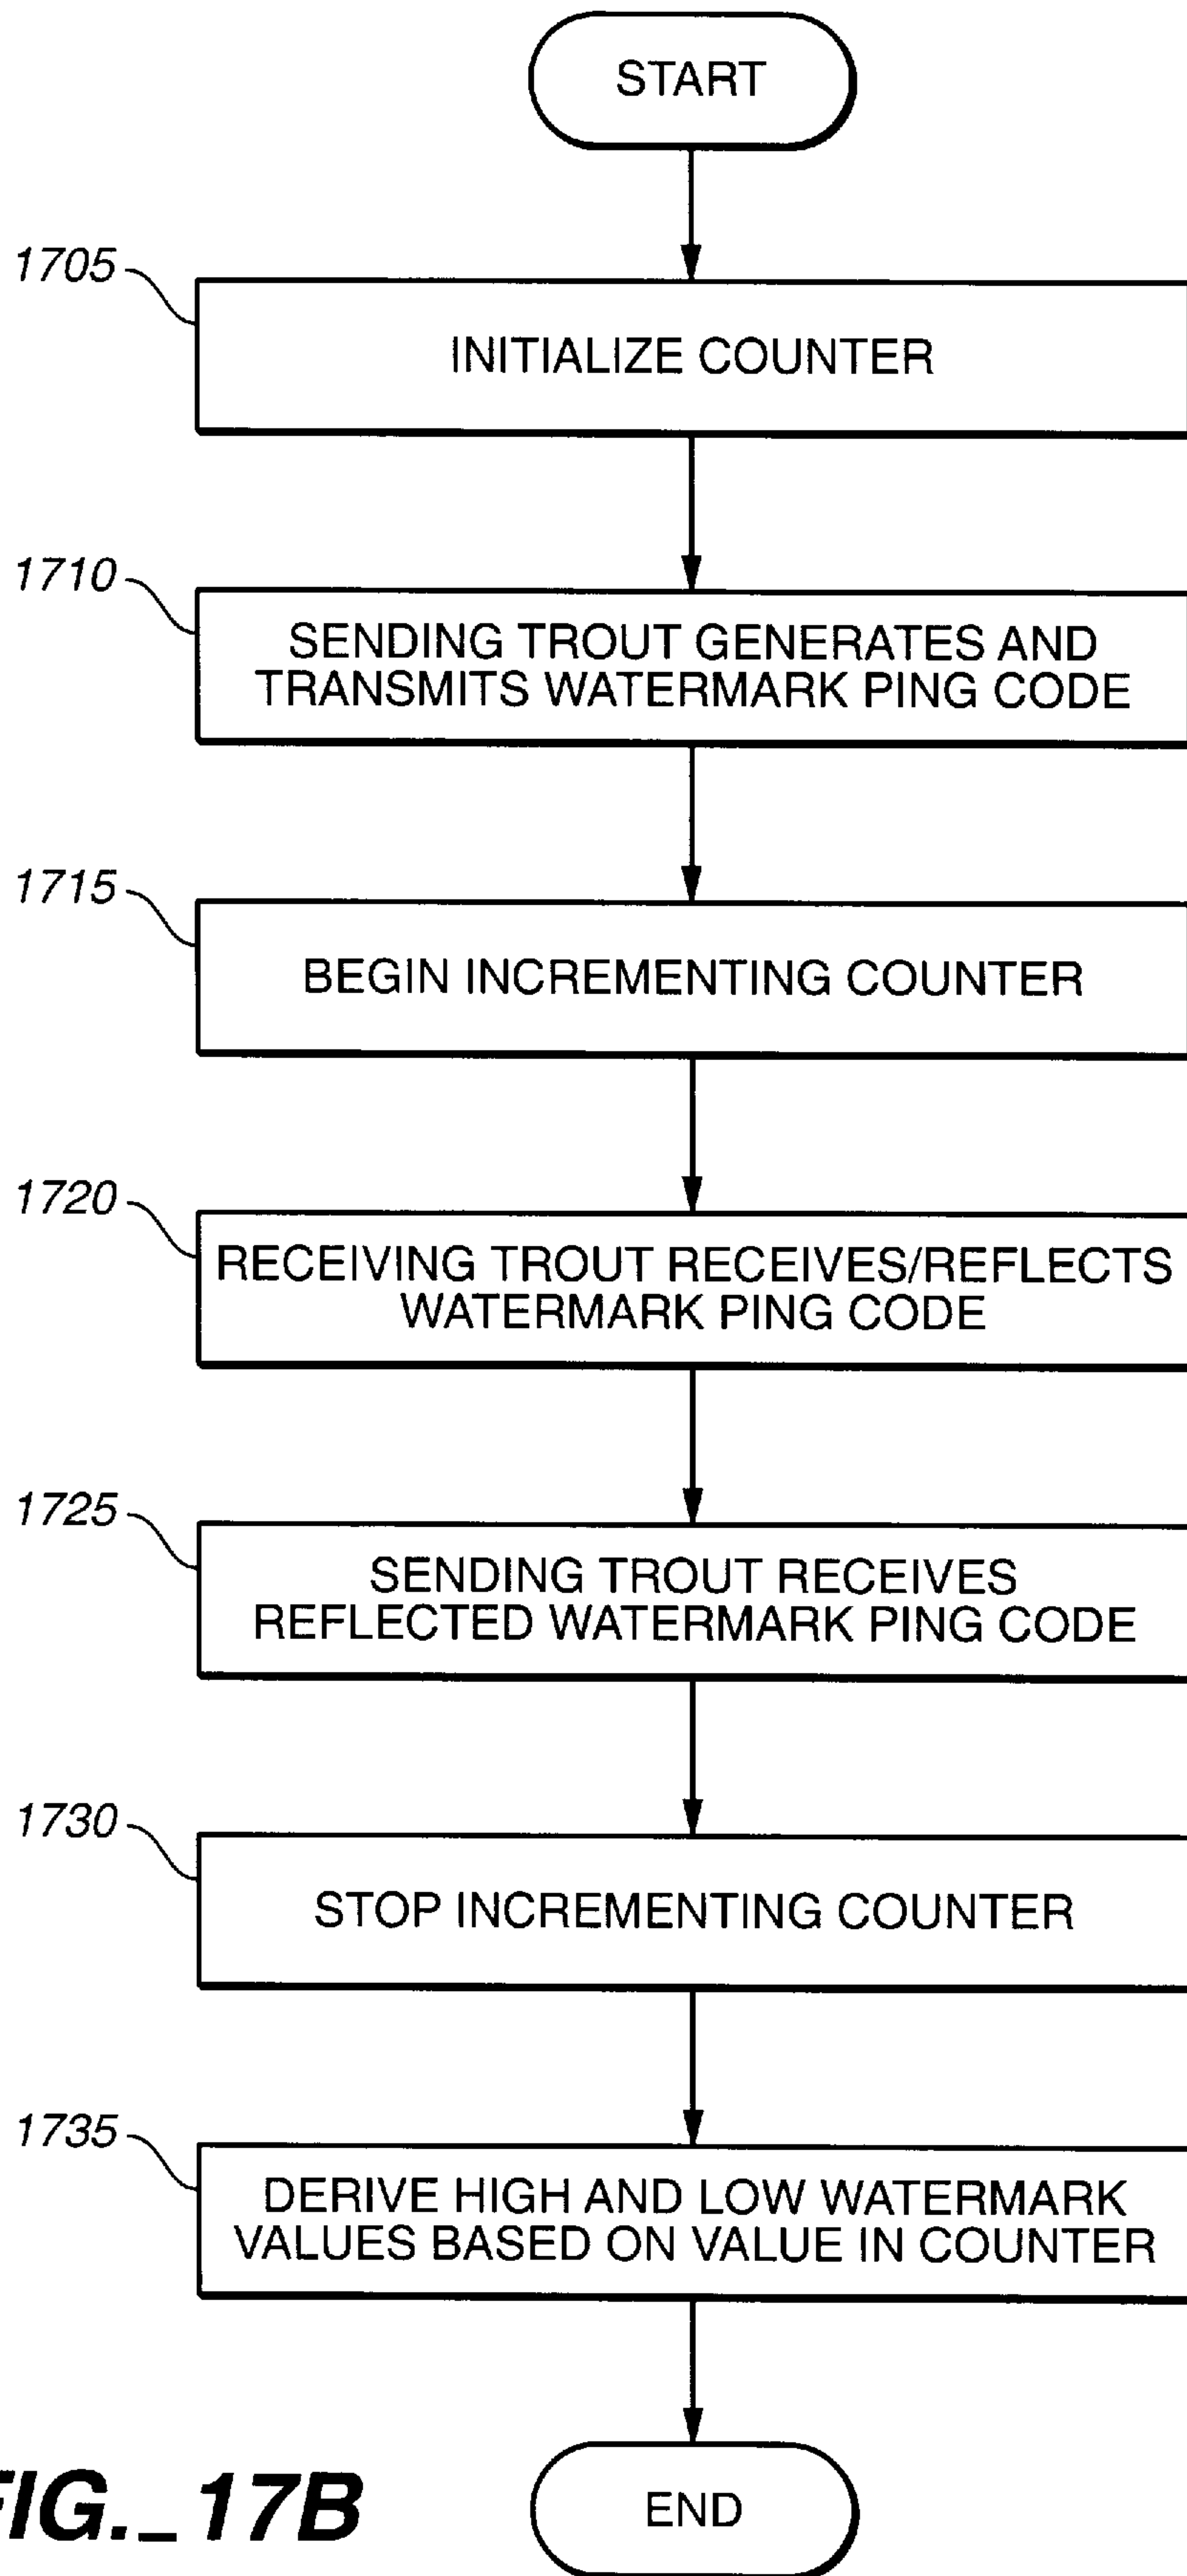 START
1705
INITIALIZE COUNTER
1710
SENDING TROUT GENERATES AND
TRANSMITS WATERMARK PING CODE
1715
BEGIN INCREMENTING COUNTER
1720
RECEIVING TROUT RECEIVES/REFLECTS
WATERMARK PING CODE
1725
SENDING TROUT RECEIVES
REFLECTED WATERMARK PING CODE
1730
STOP INCREMENTING COUNTER
1735
DERIVE HIGH AND LOW WATERMARK
VALUES BASED ON VALUE IN COUNTER
END
FIG._17B